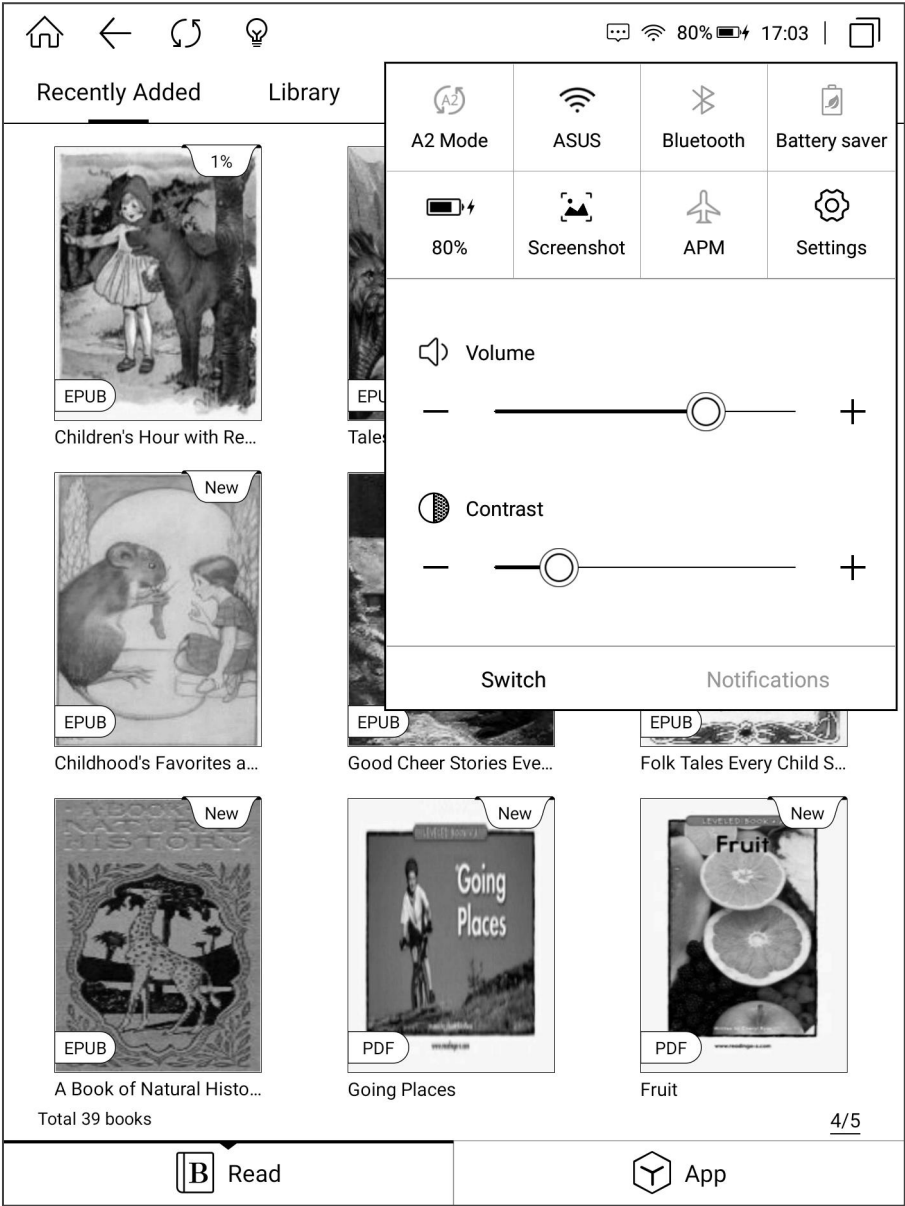 80% 17:03
Recently Added Library
A2
A2 Mode ASUS Bluetooth Battery saver
80% Screenshot APM Settings
Volume
Contrast
Switch Notifications
1%
EPUB EPU
Children's Hour with Re... Tales
New
EPUB EPUB EPUB
Childhood's Favorites a... Good Cheer Stories Eve... Folk Tales Every Child S...
New New New
NATURAL
HISTORY
LEVELED BOOK
Going
Places
LEVELED BOOK
Fruit
EPUB PDF PDF
A Book of Natural Histo... Going Places Fruit
Total 39 books 4/5
B Read App